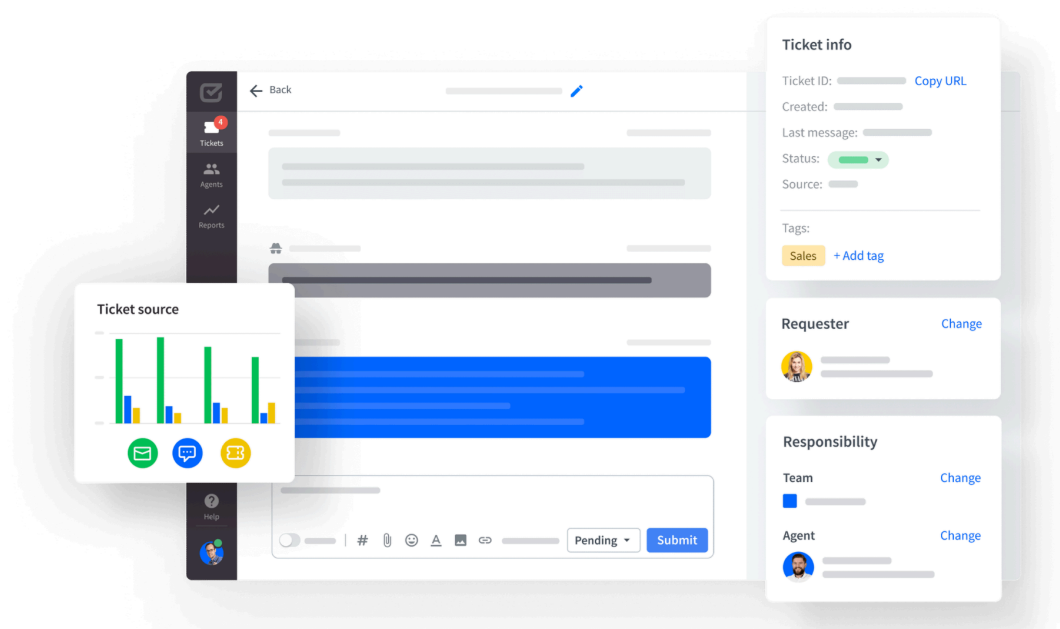 Back
4
Tickets
Agents
Reports
Ticket source
Help
#
A
Pending
Submit
Ticket info
Ticket ID:
Copy URL
Created:
Last message:
Status:
Source:
Tags:
Sales
+ Add tag
Requester
Change
Responsibility
Team
Change
Agent
Change